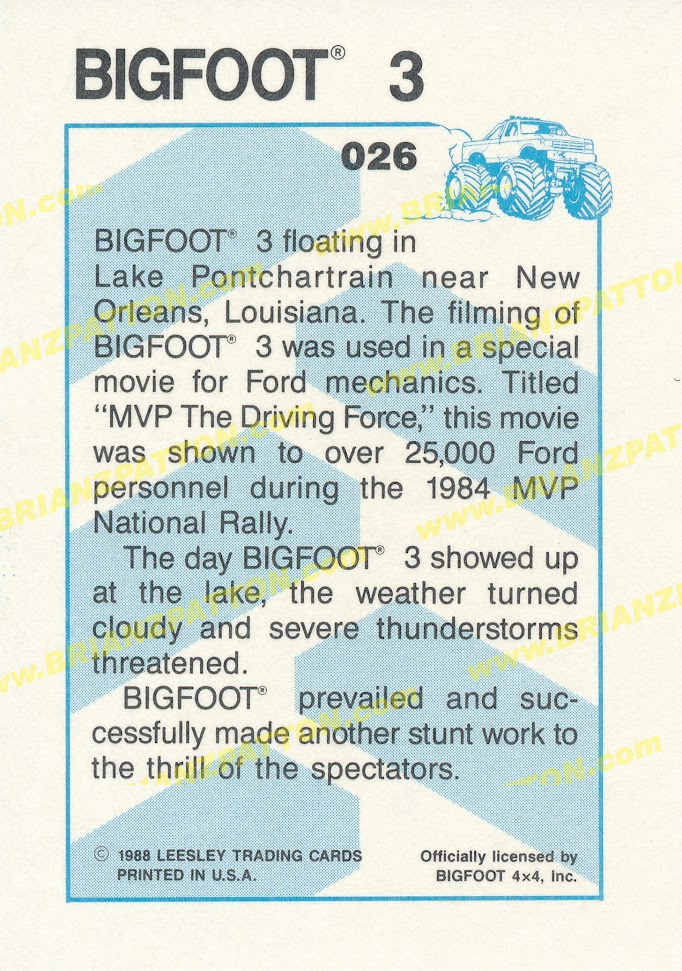 BIGFOOT® 3
026
BIGFOOT® 3 floating in
Lake Pontchartrain near New
Orleans, Louisiana. The filming of
BIGFOOT® 3 was used in a special
movie for Ford mechanics. Titled
"MVP The Driving Force," this movie
was shown to over 25,000 Ford
personnel during the 1984 MVP
National Rally.
The day BIGFOOT® 3 showed up
at the lake, the weather turned
cloudy and severe thunderstorms
threatened.
BIGFOOT® prevailed and suc-
cessfully made another stunt work to
the thrill of the spectators.
© 1988 LEESLEY TRADING CARDS
PRINTED IN U.S.A.
Officially licensed by
BIGFOOT 4×4, Inc.
www.BRIANZPATTON.com